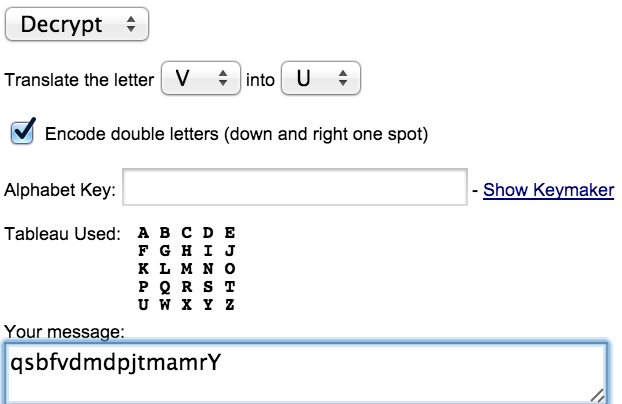 Decrypt
Translate the letter V into U
Encode double letters (down and right one spot)
Alphabet Key: - Show Keymaker
Tableau Used: A B C D E
F G H I J
K L M N O
P Q R S T
U W X Y Z
Your message:
qsbfvdmdpjtmamrY